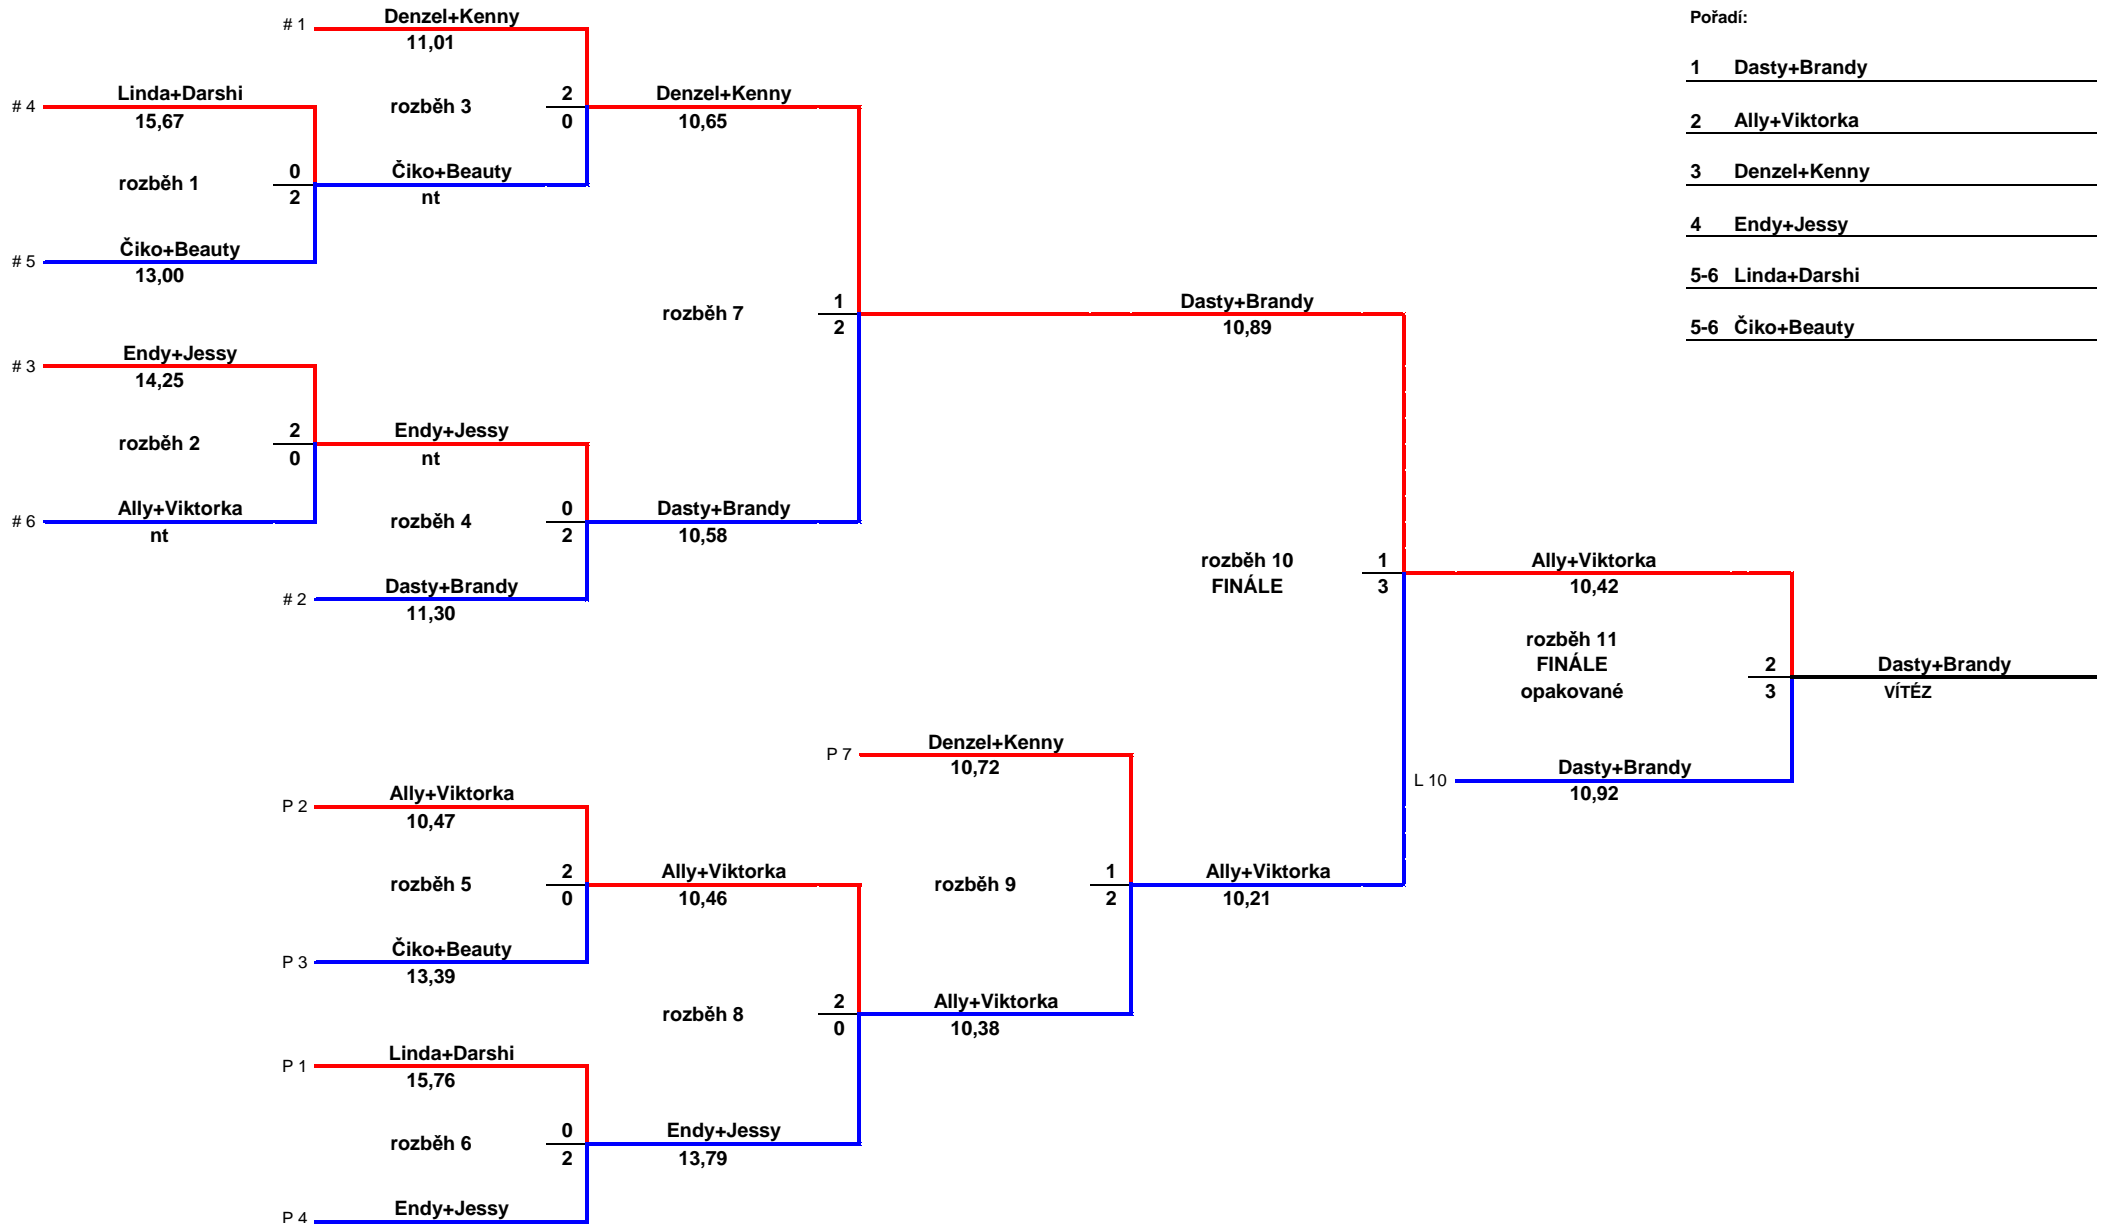 # 1 Denzel+Kenny
11,01
# 4 Linda+Darshi
15,67
rozběh 3
2
0
Denzel+Kenny
10,65
rozběh 1
0
2
Čiko+Beauty
nt
# 5 Čiko+Beauty
13,00
rozběh 7
1
2
Dasty+Brandy
10,89
# 3 Endy+Jessy
14,25
rozběh 2
2
0
Endy+Jessy
nt
# 6 Ally+Viktorka
nt
rozběh 4
0
2
Dasty+Brandy
10,58
# 2 Dasty+Brandy
11,30
rozběh 10
FINÁLE
1
3
Ally+Viktorka
10,42
rozběh 11
FINÁLE
opakované
2
3
Dasty+Brandy
VÍTÉZ
L 10 Dasty+Brandy
10,92
P 7 Denzel+Kenny
10,72
P 2 Ally+Viktorka
10,47
rozběh 5
2
0
Ally+Viktorka
10,46
rozběh 9
1
2
Ally+Viktorka
10,21
P 3 Čiko+Beauty
13,39
rozběh 8
2
0
Ally+Viktorka
10,38
P 1 Linda+Darshi
15,76
rozběh 6
0
2
Endy+Jessy
13,79
P 4 Endy+Jessy
Pořadí:
1 Dasty+Brandy
2 Ally+Viktorka
3 Denzel+Kenny
4 Endy+Jessy
5-6 Linda+Darshi
5-6 Čiko+Beauty